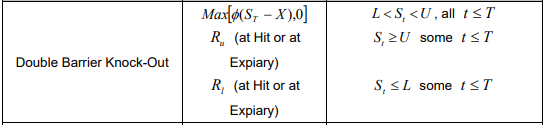 Max[ϕ(S_T − X),0] L < S_t < U , all t ≤ T
R_u (at Hit or at S_t ≥ U some t ≤ T
Expiary)
Double Barrier Knock-Out
R_l (at Hit or at S_t ≤ L some t ≤ T
Expiary)